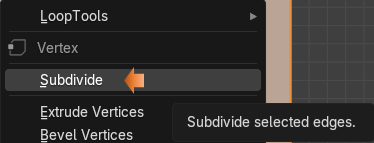 LoopTools
Vertex
Subdivide
Extrude Vertices
Subdivide selected edges.
Bevel Vertices